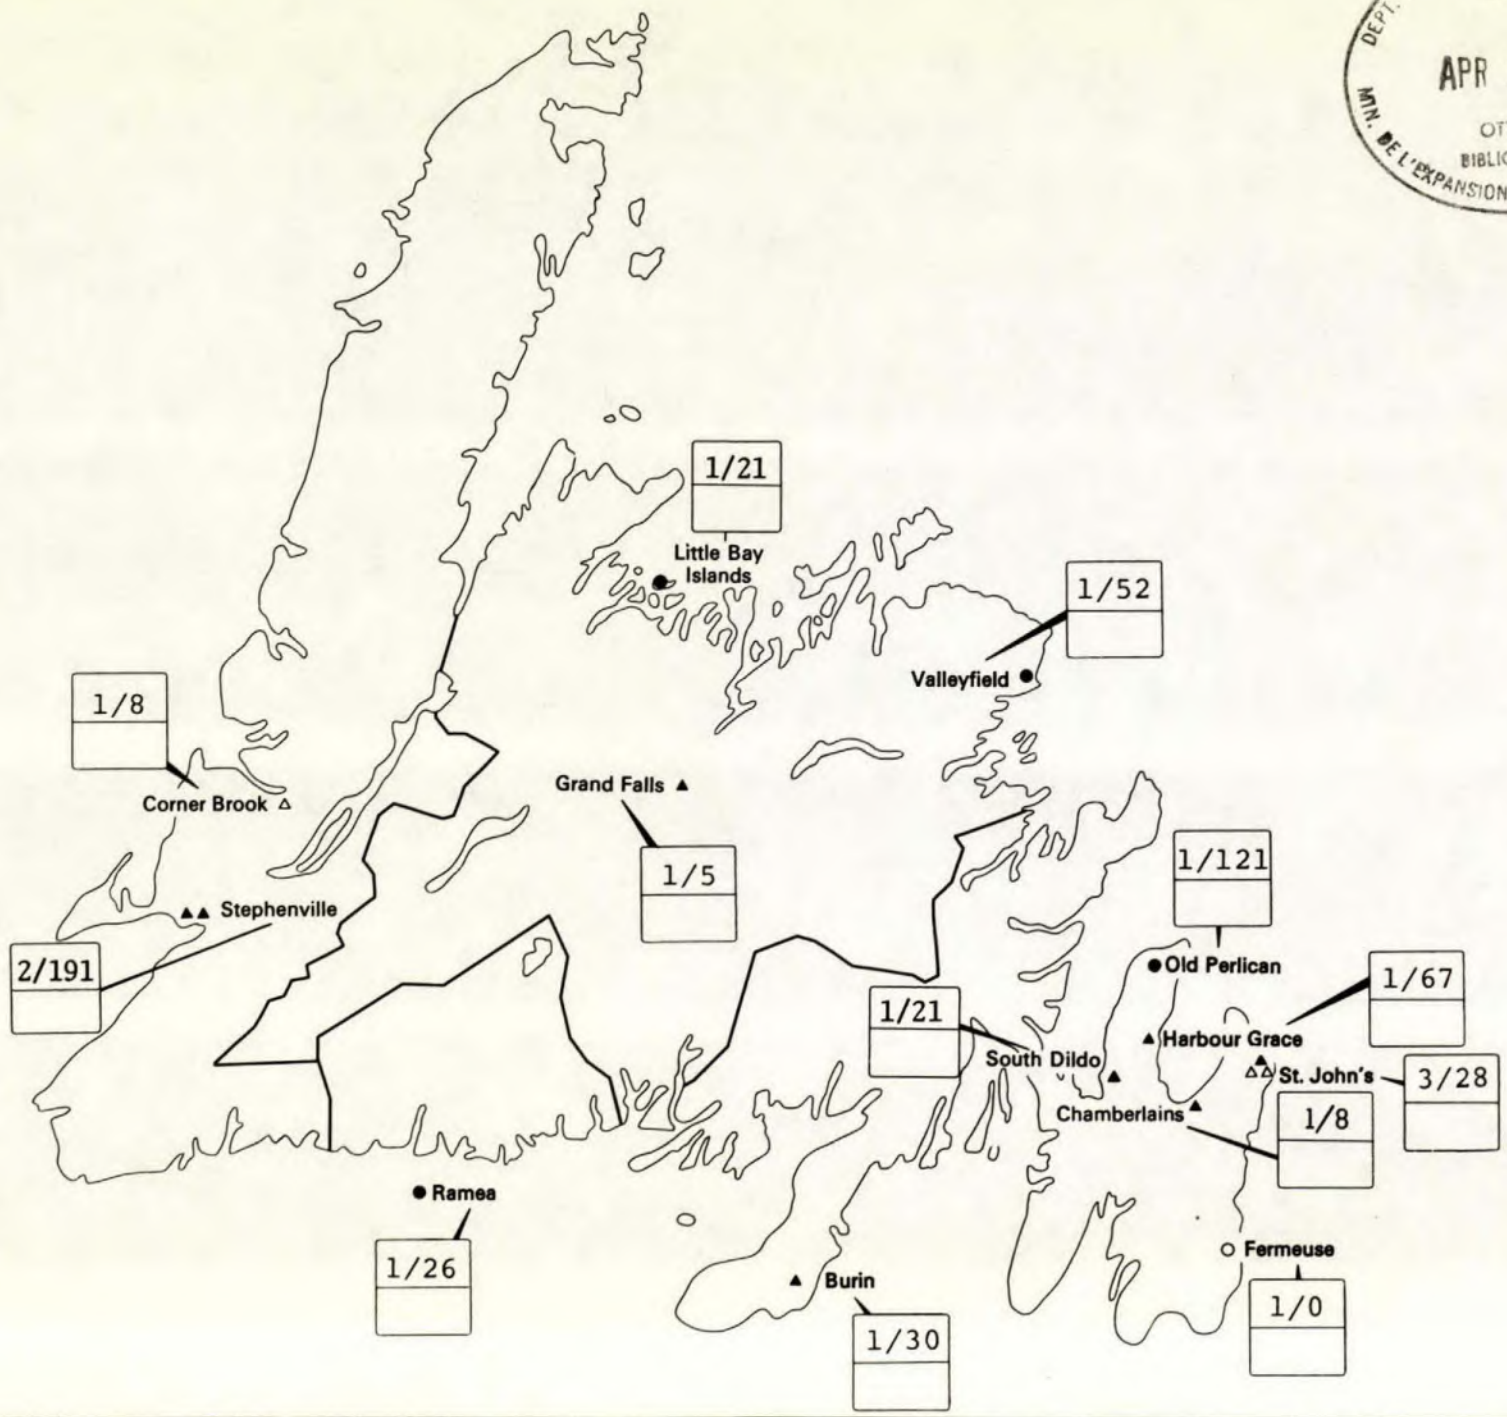 DEPT.
MIN. DE L'EXPANSION
APR
1/21
Little Bay
Islands
1/52
Valleyfield
1/8
Corner Brook
Grand Falls
1/5
1/121
Stephenville
2/191
Old Perlican
1/67
1/21
Harbour Grace
South Dildo
St. John's
3/28
Chamberlains
1/8
Ramea
1/26
Fermeuse
1/0
Burin
1/30